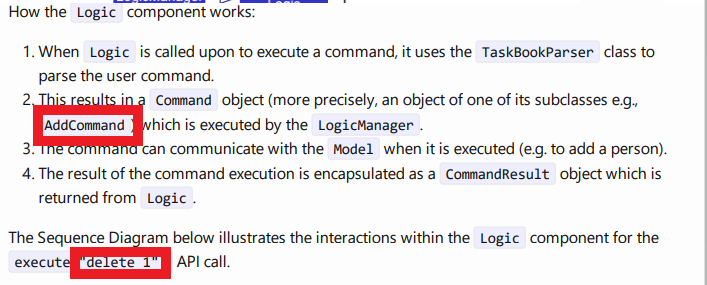 How the Logic component works:
1. When Logic is called upon to execute a command, it uses the TaskBookParser class to
parse the user command.
2. This results in a Command object (more precisely, an object of one of its subclasses e.g.,
AddCommand ) which is executed by the LogicManager .
3. The command can communicate with the Model when it is executed (e.g. to add a person).
4. The result of the command execution is encapsulated as a CommandResult object which is
returned from Logic .
The Sequence Diagram below illustrates the interactions within the Logic component for the
execute "delete 1" API call.